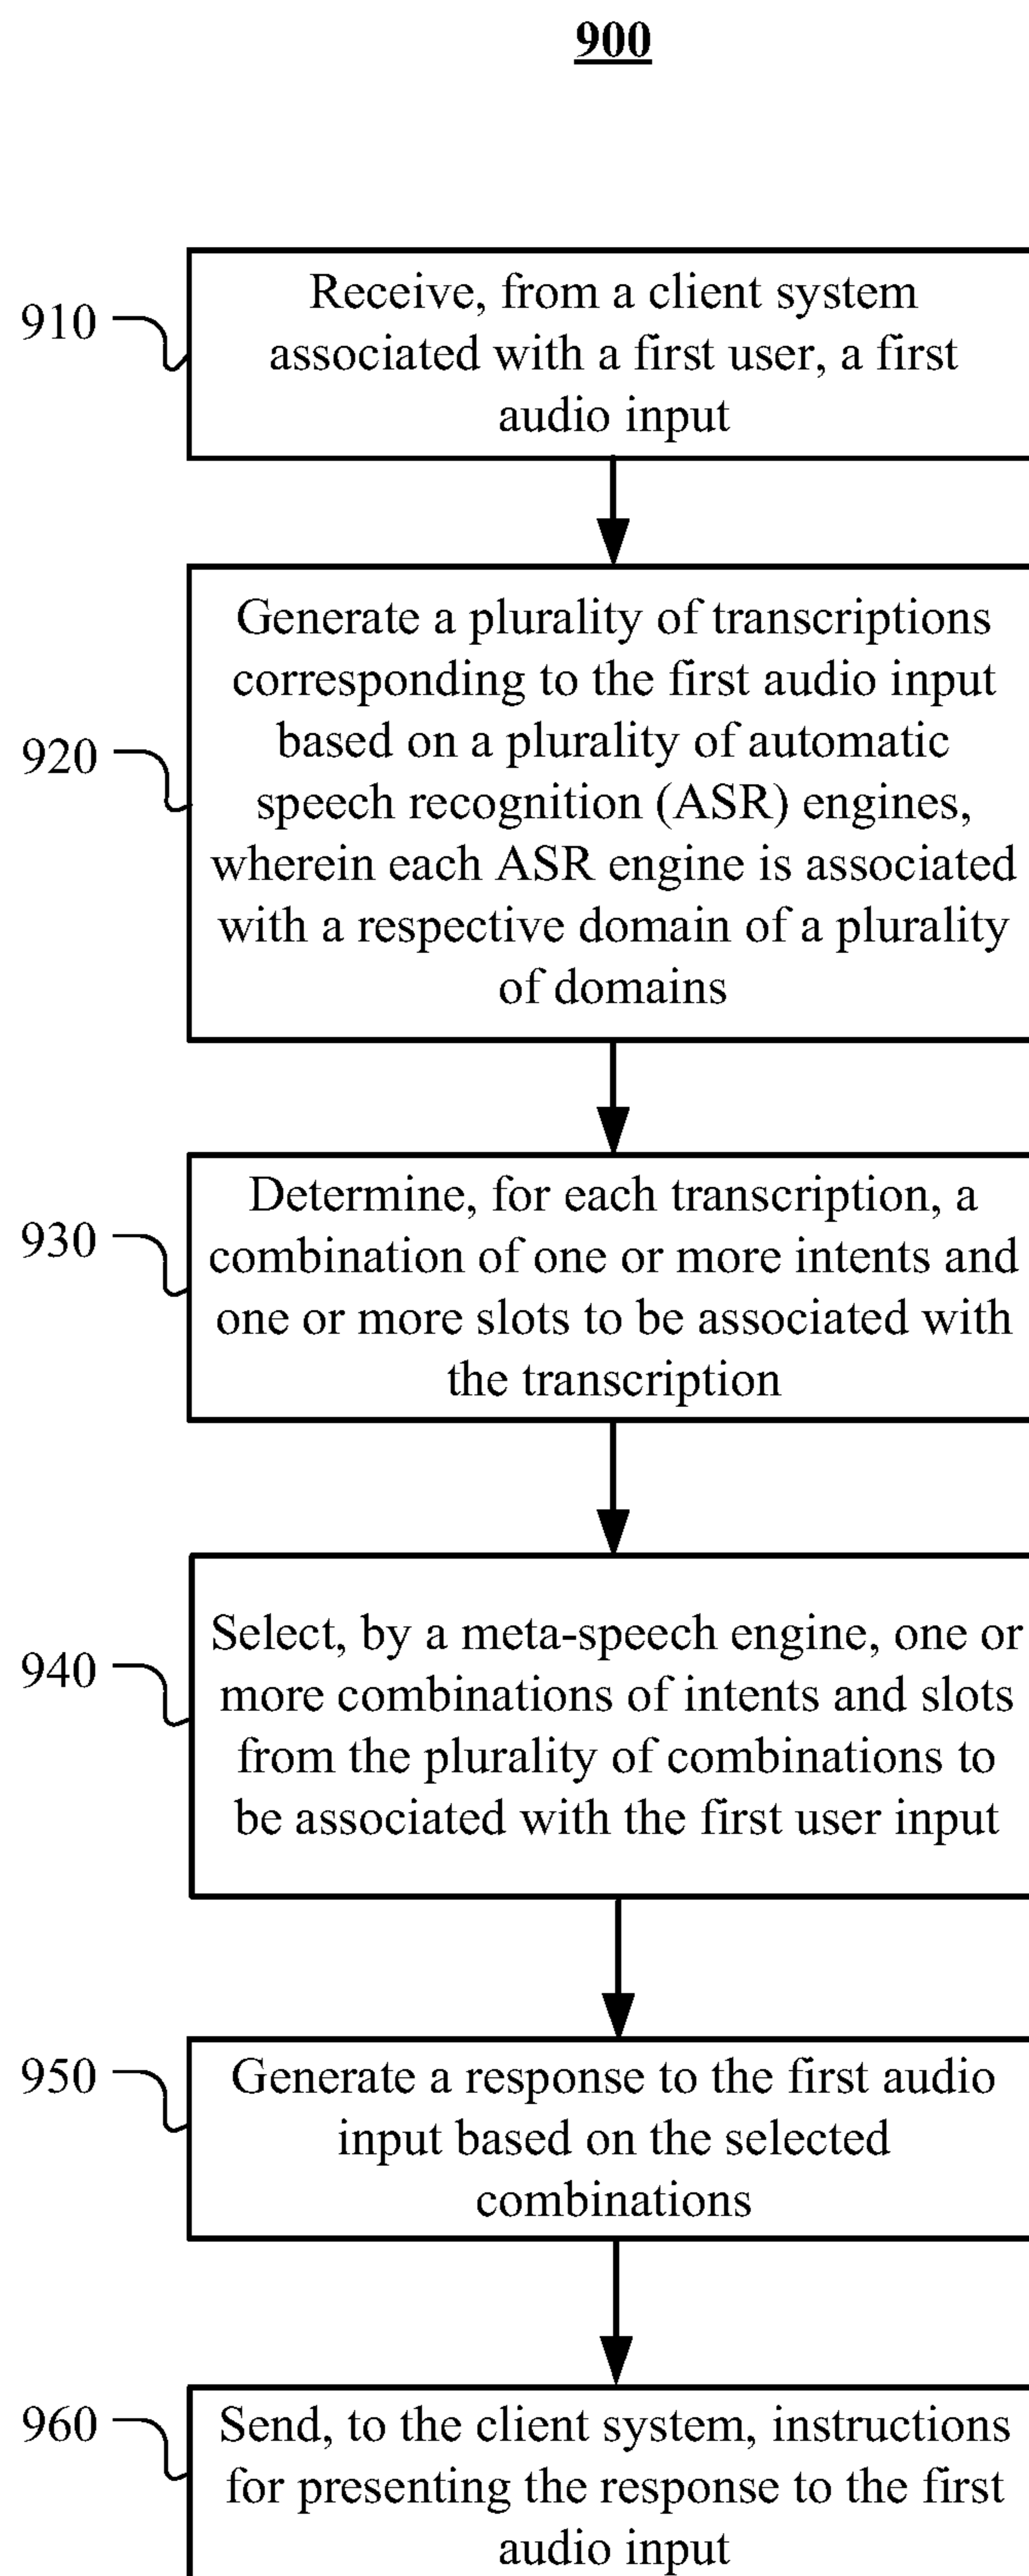 900
910
Receive, from a client system
associated with a first user, a first
audio input
920
Generate a plurality of transcriptions
corresponding to the first audio input
based on a plurality of automatic
speech recognition (ASR) engines,
wherein each ASR engine is associated
with a respective domain of a plurality
of domains
930
Determine, for each transcription, a
combination of one or more intents and
one or more slots to be associated with
the transcription
940
Select, by a meta-speech engine, one or
more combinations of intents and slots
from the plurality of combinations to
be associated with the first user input
950
Generate a response to the first audio
input based on the selected
combinations
960
Send, to the client system, instructions
for presenting the response to the first
audio input